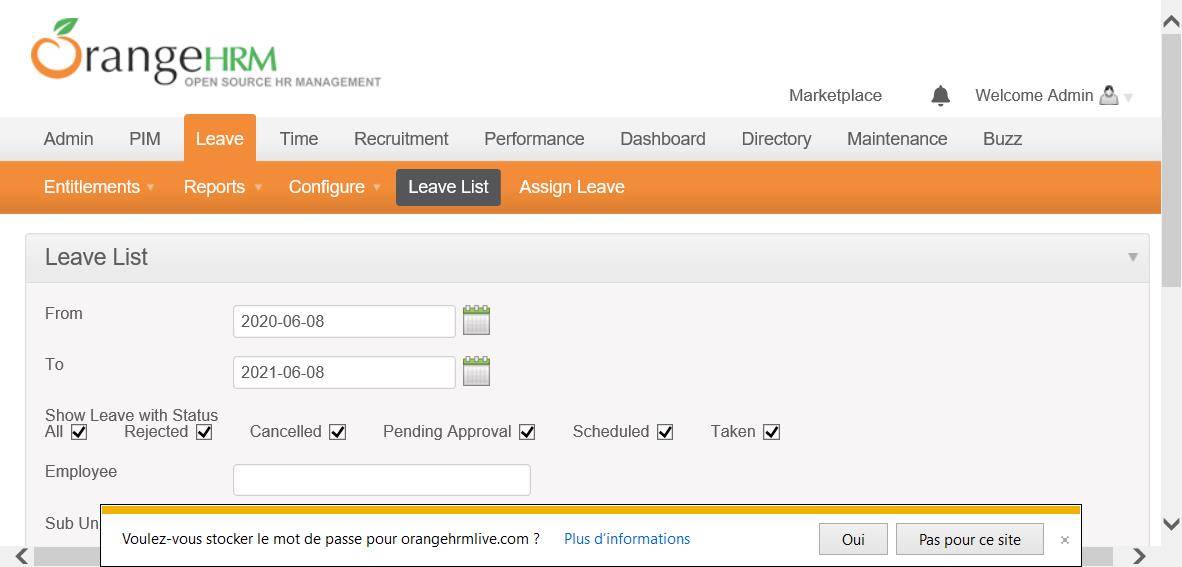 OrangeHRM
OPEN SOURCE HR MANAGEMENT
Marketplace Welcome Admin
Admin PIM Leave Time Recruitment Performance Dashboard Directory Maintenance Buzz
Entitlements Reports Configure Leave List Assign Leave
Leave List
From 2020-06-08
To 2021-06-08
Show Leave with Status
All Rejected Cancelled Pending Approval Scheduled Taken
Employee
Sub Un
Voulez-vous stocker le mot de passe pour orangehrmlive.com ? Plus d'informations Oui Pas pour ce site ×